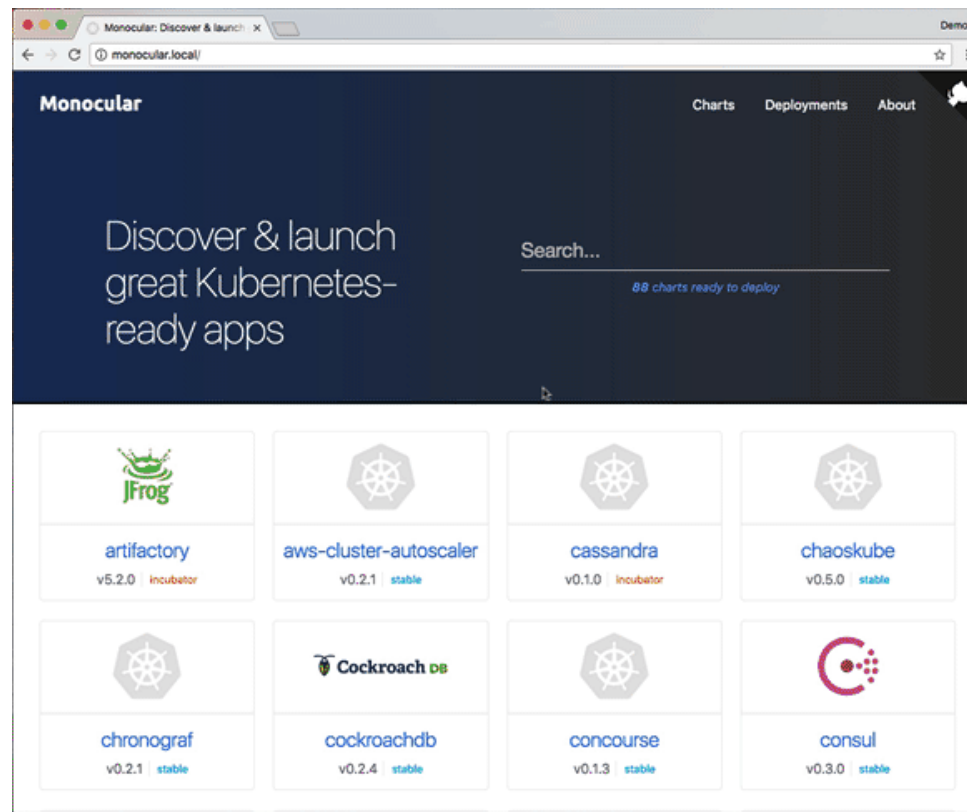 Monocular: Discover & launch
Demo
monocular.local/
Monocular
Charts
Deployments
About
Discover & launch
great Kubernetes-
ready apps
Search...
88 charts ready to deploy
JFrog
artifactory
v5.2.0 incubator
aws-cluster-autoscaler
v0.2.1 stable
cassandra
v0.1.0 incubator
chaoskube
v0.5.0 stable
chronograf
v0.2.1 stable
Cockroach DB
cockroachdb
v0.2.4 stable
concourse
v0.1.3 stable
consul
v0.3.0 stable